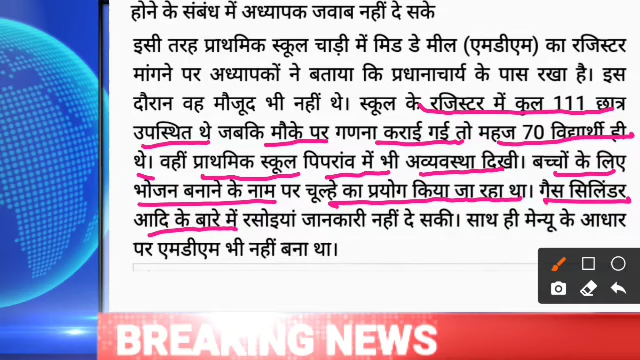 होने के संबंध में अध्यापक जवाब नहीं दे सके
इसी तरह प्राथमिक स्कूल चाड़ी में मिड डे मील (एमडीएम) का रजिस्टर
मांगने पर अध्यापकों ने बताया कि प्रधानाचार्य के पास रखा है। इस
दौरान वह मौजूद भी नहीं थे। स्कूल के रजिस्टर में कुल 111 छात्र
उपस्थित थे जबकि मौके पर गणना कराई गई तो महज 70 विद्यार्थी ही
थे। वहीं प्राथमिक स्कूल पिपरांव में भी अव्यवस्था दिखी। बच्चों के लिए
भोजन बनाने के नाम पर चूल्हे का प्रयोग किया जा रहा था। गैस सिलिंडर
आदि के बारे में रसोइयां जानकारी नहीं दे सकी। साथ ही मेन्यू के आधार
पर एमडीएम भी नहीं बना था।
BREAKING NEWS